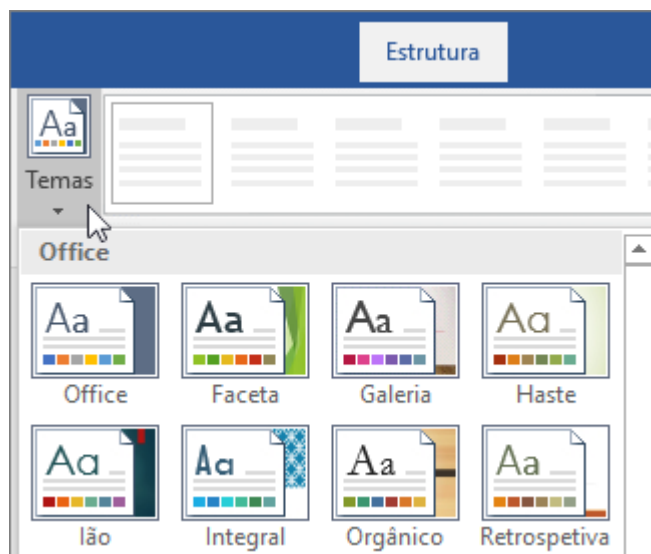 Estrutura
Aa
Temas
Office
Aa Aa Aa Aa
Office Faceta Galeria Haste
Aa Aa Aa Aa
Ião Integral Orgânico Retrospetiva